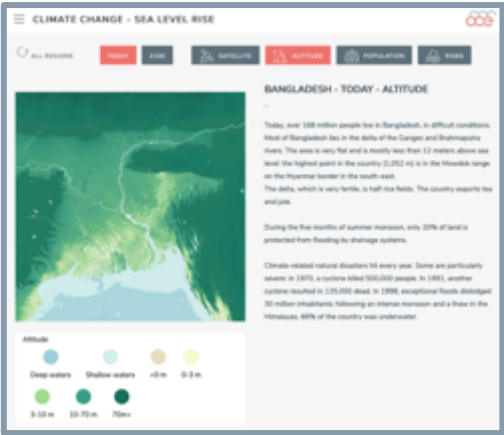 CLIMATE CHANGE - SEA LEVEL RISE
ace
ALL REGIONS
TODAY
2100
SATELLITE
ALTITUDE
POPULATION
RISKS
BANGLADESH - TODAY - ALTITUDE
-
Today, over 168 million people live in Bangladesh, in difficult conditions.
Most of Bangladesh lies in the delta of the Ganges and Brahmaputra
rivers. The area is very flat and is mostly less than 12 meters above sea
level: the highest point in the country (1,052 m) is in the Mowdok range
on the Myanmar border in the south-east.
The delta, which is very fertile, is half rice fields. The country exports tea
and jute.
During the five months of summer monsoon, only 20% of land is
protected from flooding by drainage systems.
Climate-related natural disasters hit every year. Some are particularly
severe: in 1970, a cyclone killed 500,000 people. In 1991, another
cyclone resulted in 135,000 dead. In 1998, exceptional floods dislodged
30 million inhabitants: following an intense monsoon and a thaw in the
Himalayas, 66% of the country was underwater.
Altitude
Deep waters
Shallow waters
<0 m
0-3 m
3-10 m
10-70 m
70m+